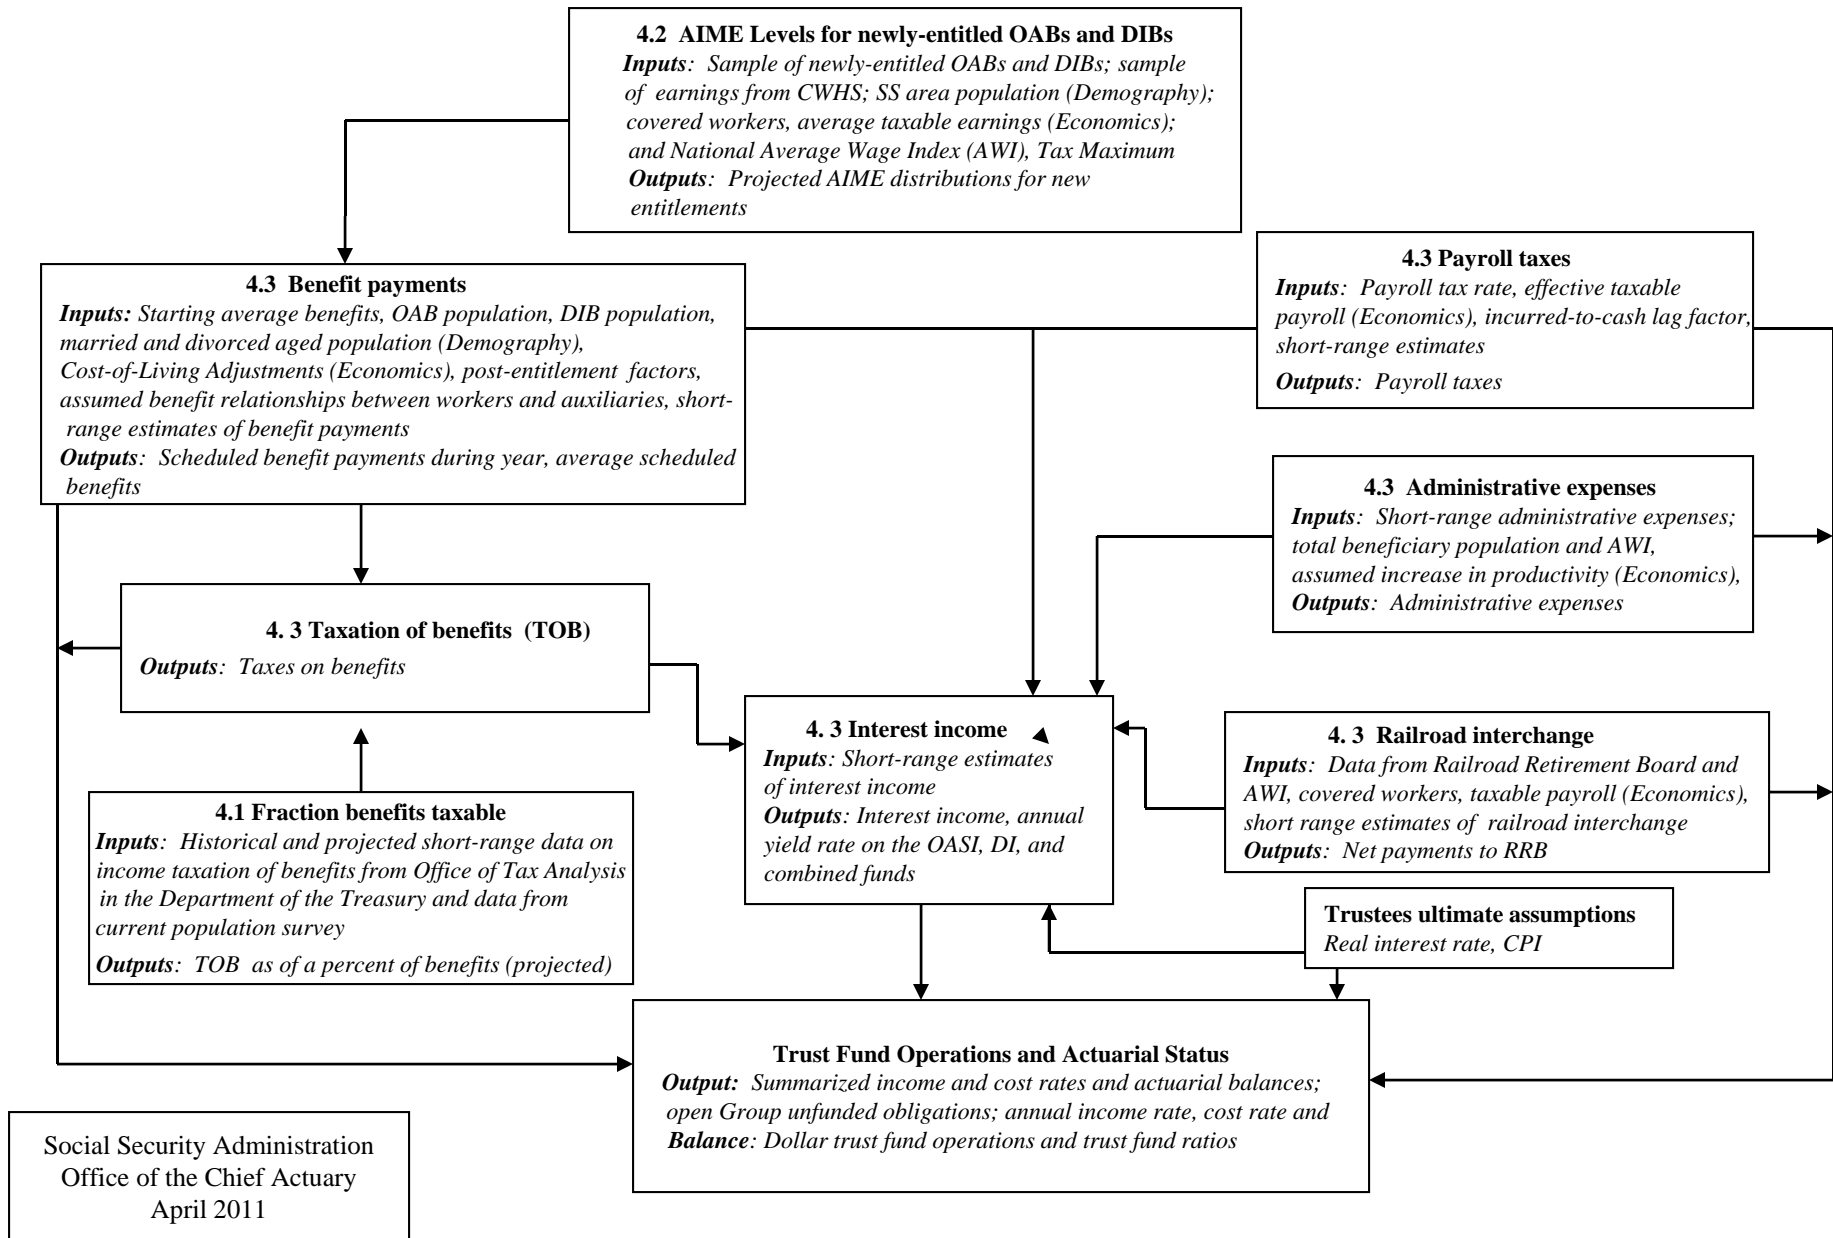 4.2 AIME Levels for newly-entitled OABs and DIBs
Inputs: Sample of newly-entitled OABs and DIBs; sample
of earnings from CWHS; SS area population (Demography);
covered workers, average taxable earnings (Economics);
and National Average Wage Index (AWI), Tax Maximum
Outputs: Projected AIME distributions for new
entitlements
4.3 Benefit payments
Inputs: Starting average benefits, OAB population, DIB population,
married and divorced aged population (Demography),
Cost-of-Living Adjustments (Economics), post-entitlement factors,
assumed benefit relationships between workers and auxiliaries, short-
range estimates of benefit payments
Outputs: Scheduled benefit payments during year, average scheduled
benefits
4.3 Payroll taxes
Inputs: Payroll tax rate, effective taxable
payroll (Economics), incurred-to-cash lag factor,
short-range estimates
Outputs: Payroll taxes
4.3 Administrative expenses
Inputs: Short-range administrative expenses;
total beneficiary population and AWI,
assumed increase in productivity (Economics),
Outputs: Administrative expenses
4. 3 Taxation of benefits (TOB)
Outputs: Taxes on benefits
4. 3 Interest income
Inputs: Short-range estimates
of interest income
Outputs: Interest income, annual
yield rate on the OASI, DI, and
combined funds
4. 3 Railroad interchange
Inputs: Data from Railroad Retirement Board and
AWI, covered workers, taxable payroll (Economics),
short range estimates of railroad interchange
Outputs: Net payments to RRB
4.1 Fraction benefits taxable
Inputs: Historical and projected short-range data on
income taxation of benefits from Office of Tax Analysis
in the Department of the Treasury and data from
current population survey
Outputs: TOB as of a percent of benefits (projected)
Trustees ultimate assumptions
Real interest rate, CPI
Trust Fund Operations and Actuarial Status
Output: Summarized income and cost rates and actuarial balances;
open Group unfunded obligations; annual income rate, cost rate and
Balance: Dollar trust fund operations and trust fund ratios
Social Security Administration
Office of the Chief Actuary
April 2011